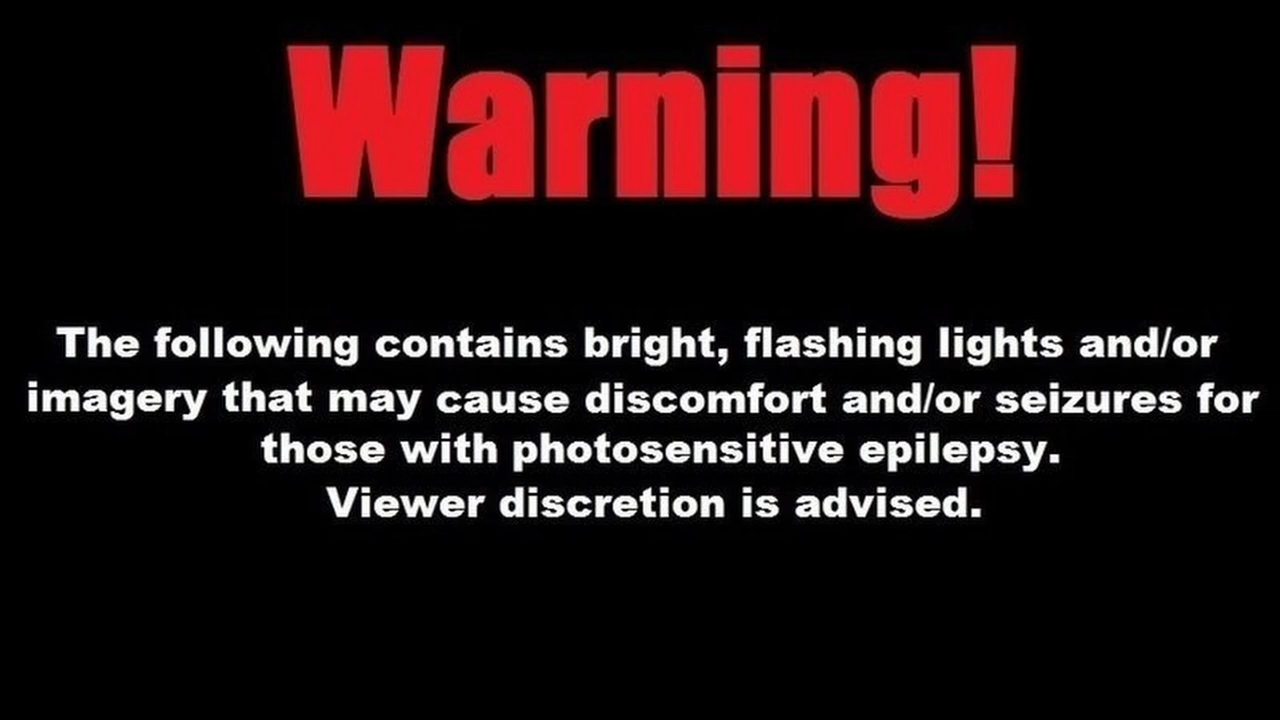 Warning!
The following contains bright, flashing lights and/or
imagery that may cause discomfort and/or seizures for
those with photosensitive epilepsy.
Viewer discretion is advised.